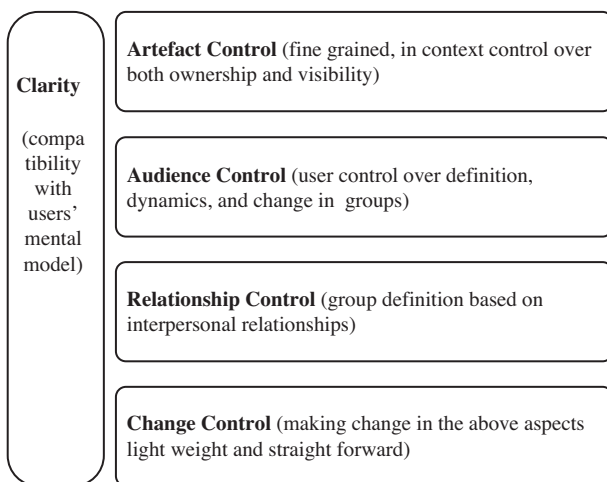 Clarity
(compa
tibility
with
users'
mental
model)
Artefact Control (fine grained, in context control over
both ownership and visibility)
Audience Control (user control over definition,
dynamics, and change in groups)
Relationship Control (group definition based on
interpersonal relationships)
Change Control (making change in the above aspects
light weight and straight forward)